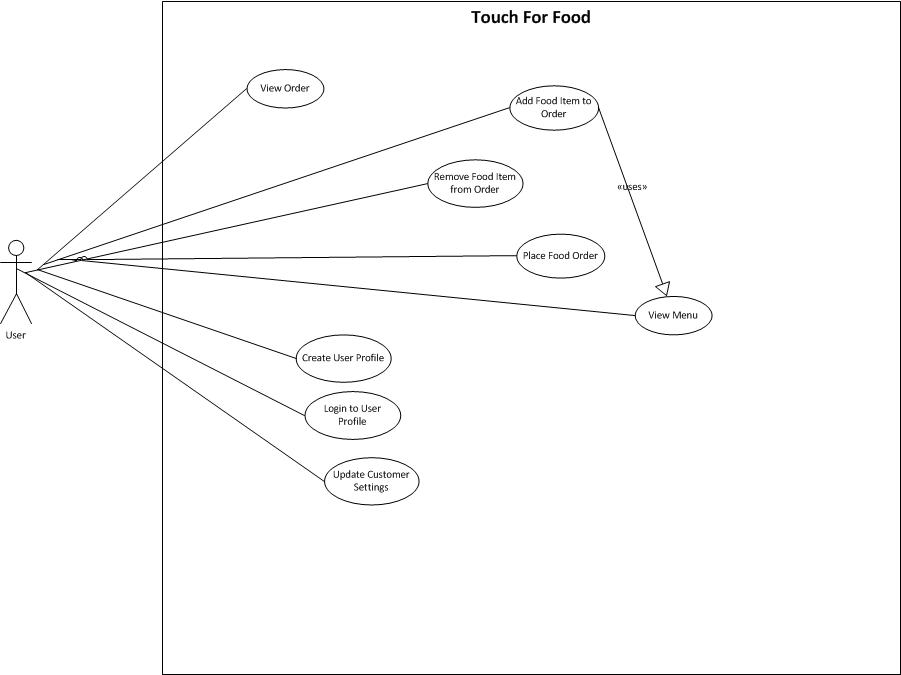 Touch For Food
View Order
Add Food Item to
Order
Remove Food Item
from Order
«uses»
Place Food Order
View Menu
User
Create User Profile
Login to User
Profile
Update Customer
Settings